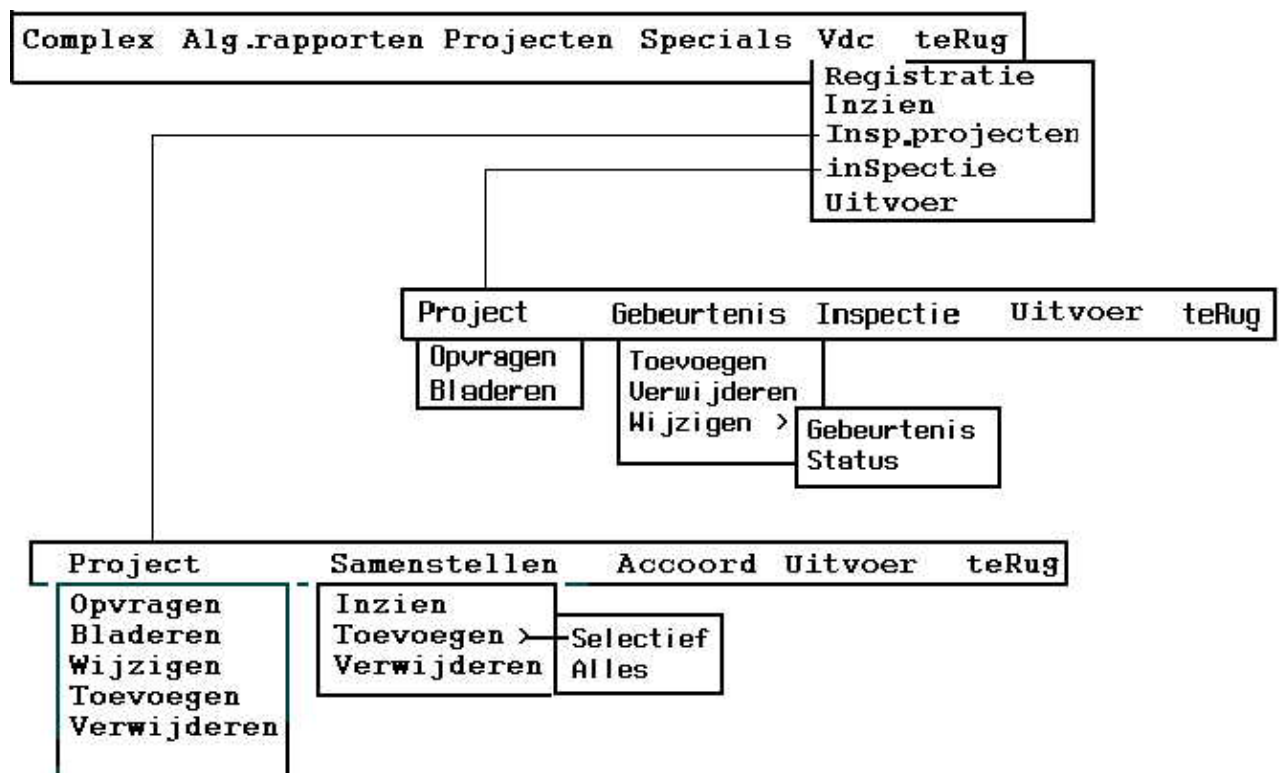 Complex Alg.rapporten Projecten Specials Vdc teRug
Registratie
Inzien
Insp.projecten
inSpectie
Uitvoer
Project Gebeurtenis Inspectie Uitvoer teRug
Opvragen
Bladeren
Toevoegen
Verwijderen
Wijzigen >
Gebeurtenis
Status
Project Samenstellen Accoord Uitvoer teRug
Opvragen
Bladeren
Wijzigen
Toevoegen
Verwijderen
Inzien
Toevoegen >
Verwijderen
Selectief
Alles